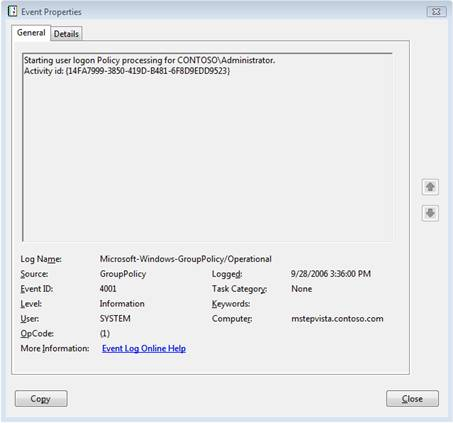 Event Properties
General Details
Starting user logon Policy processing for CONTOSO\Administrator.
Activity id: {14FA7999-3850-419D-B481-6F8D9EDD9523}
Log Name: Microsoft-Windows-GroupPolicy/Operational
Source: GroupPolicy Logged: 9/28/2006 3:36:00 PM
Event ID: 4001 Task Category: None
Level: Information Keywords:
User: SYSTEM Computer: mstepvista.contoso.com
OpCode: (1)
More Information: Event Log Online Help
Copy Close